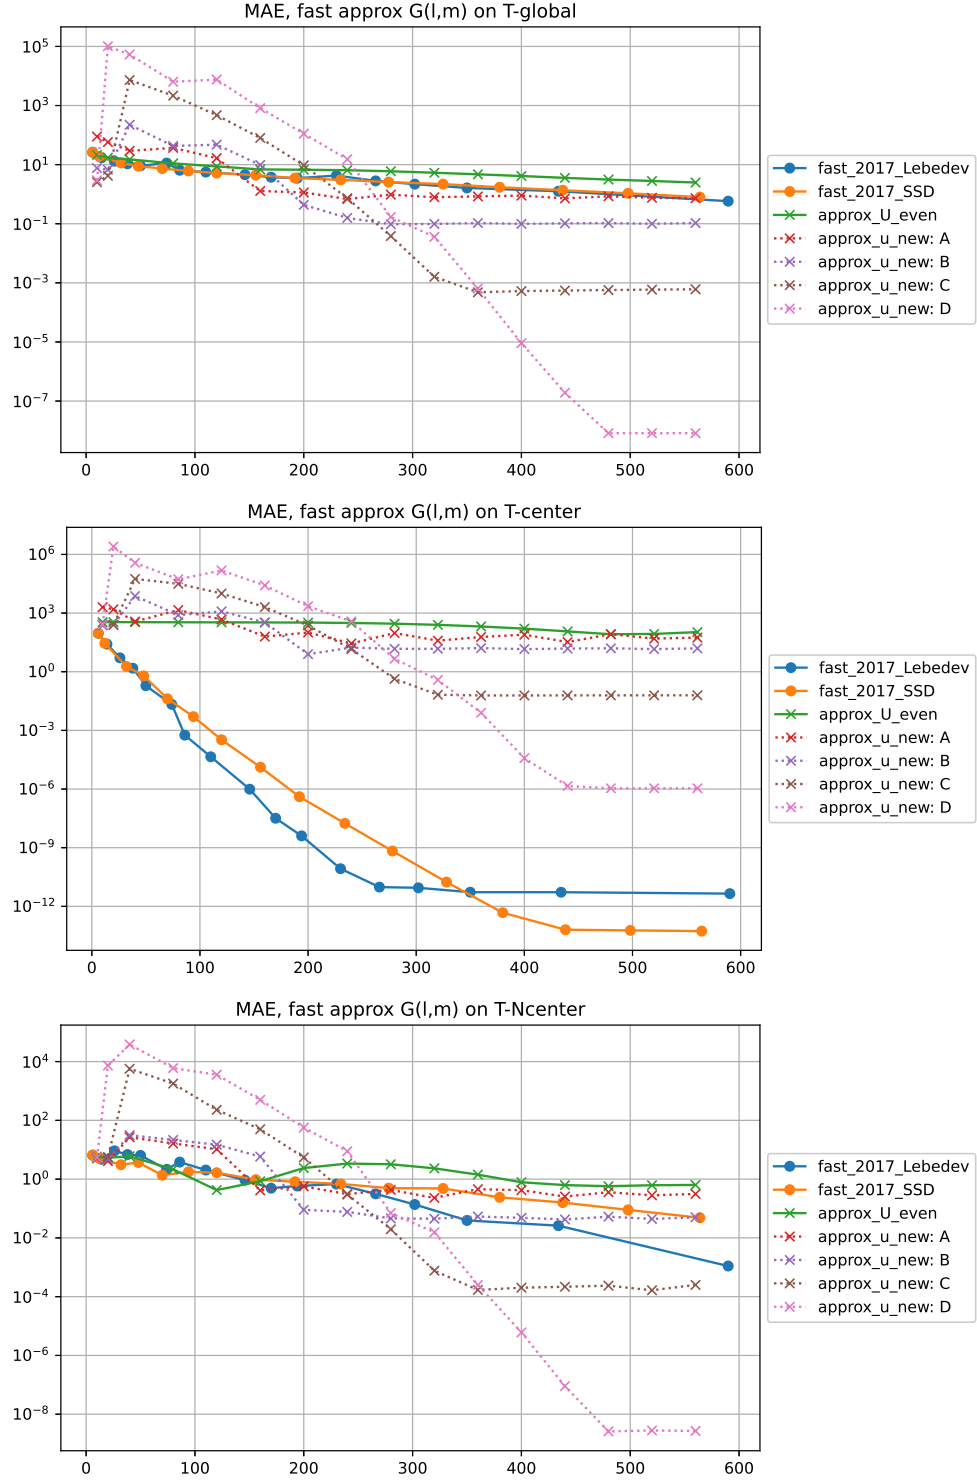 MAE, fast approx G(l,m) on T-global
10^5
10^3
10^1
10^−1
10^−3
10^−5
10^−7
0 100 200 300 400 500 600
fast_2017_Lebedev
fast_2017_SSD
approx_U_even
approx_u_new: A
approx_u_new: B
approx_u_new: C
approx_u_new: D
MAE, fast approx G(l,m) on T-center
10^6
10^3
10^0
10^−3
10^−6
10^−9
10^−12
0 100 200 300 400 500 600
fast_2017_Lebedev
fast_2017_SSD
approx_U_even
approx_u_new: A
approx_u_new: B
approx_u_new: C
approx_u_new: D
MAE, fast approx G(l,m) on T-Ncenter
10^4
10^2
10^0
10^−2
10^−4
10^−6
10^−8
0 100 200 300 400 500 600
fast_2017_Lebedev
fast_2017_SSD
approx_U_even
approx_u_new: A
approx_u_new: B
approx_u_new: C
approx_u_new: D